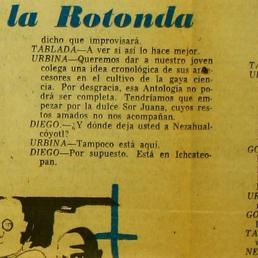 la Rotonda
dicho que improvisará.
TABLADA—A ver si así lo hace mejor.
URBINA—Queremos dar a nuestro joven
colega una idea cronológica de sus an-
cesores en el cultivo de la gaya cien-
cia. Por desgracia, esa Antología no po-
drá ser completa. Tendríamos que em-
pezar por la dulce Sor Juana, cuyos res-
tos amados no nos acompañan.
DIEGO.—¿Y dónde deja usted a Nezahual-
cóyotl?
URBINA—Tampoco está aquí.
DIEGO—Por supuesto. Está en Ichcateo-
pan.